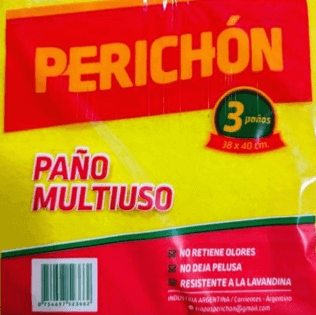 PERICHÓN
3 paños
38 x 40 cm.
PAÑO
MULTIUSO
NO RETIENE OLORES
NO DEJA PELUSA
RESISTENTE A LA LAVANDINA
INDUSTRIA ARGENTINA / Corrientes - Argentina